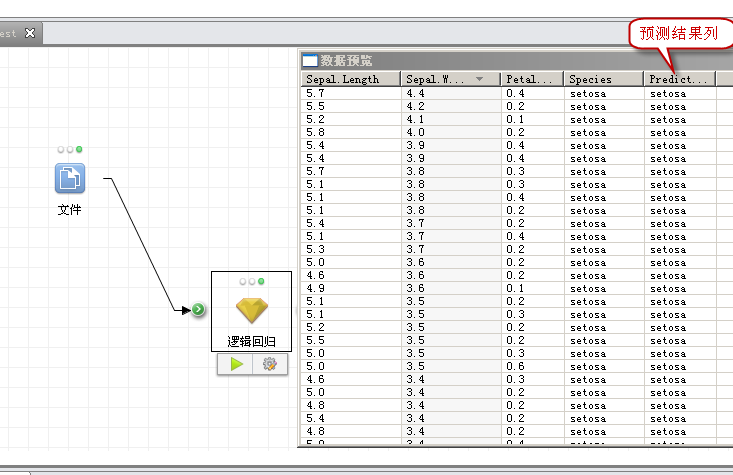 est
预测结果列
数据预览
Sepal.Length Sepal.W... Petal... Species Predict...
5.7 4.4 0.4 setosa setosa
5.5 4.2 0.2 setosa setosa
5.2 4.1 0.1 setosa setosa
5.8 4.0 0.2 setosa setosa
5.4 3.9 0.4 setosa setosa
5.4 3.9 0.4 setosa setosa
5.7 3.8 0.3 setosa setosa
5.1 3.8 0.3 setosa setosa
5.1 3.8 0.4 setosa setosa
5.1 3.8 0.2 setosa setosa
5.4 3.7 0.2 setosa setosa
5.1 3.7 0.4 setosa setosa
5.3 3.7 0.2 setosa setosa
5.0 3.6 0.2 setosa setosa
4.6 3.6 0.2 setosa setosa
4.9 3.6 0.1 setosa setosa
5.1 3.5 0.2 setosa setosa
5.1 3.5 0.3 setosa setosa
5.2 3.5 0.2 setosa setosa
5.5 3.5 0.2 setosa setosa
5.0 3.5 0.3 setosa setosa
5.0 3.5 0.6 setosa setosa
4.6 3.4 0.3 setosa setosa
5.0 3.4 0.2 setosa setosa
4.8 3.4 0.2 setosa setosa
5.4 3.4 0.2 setosa setosa
4.8 3.4 0.2 setosa setosa
5.0 3.4 0.4 setosa setosa
文件
逻辑回归